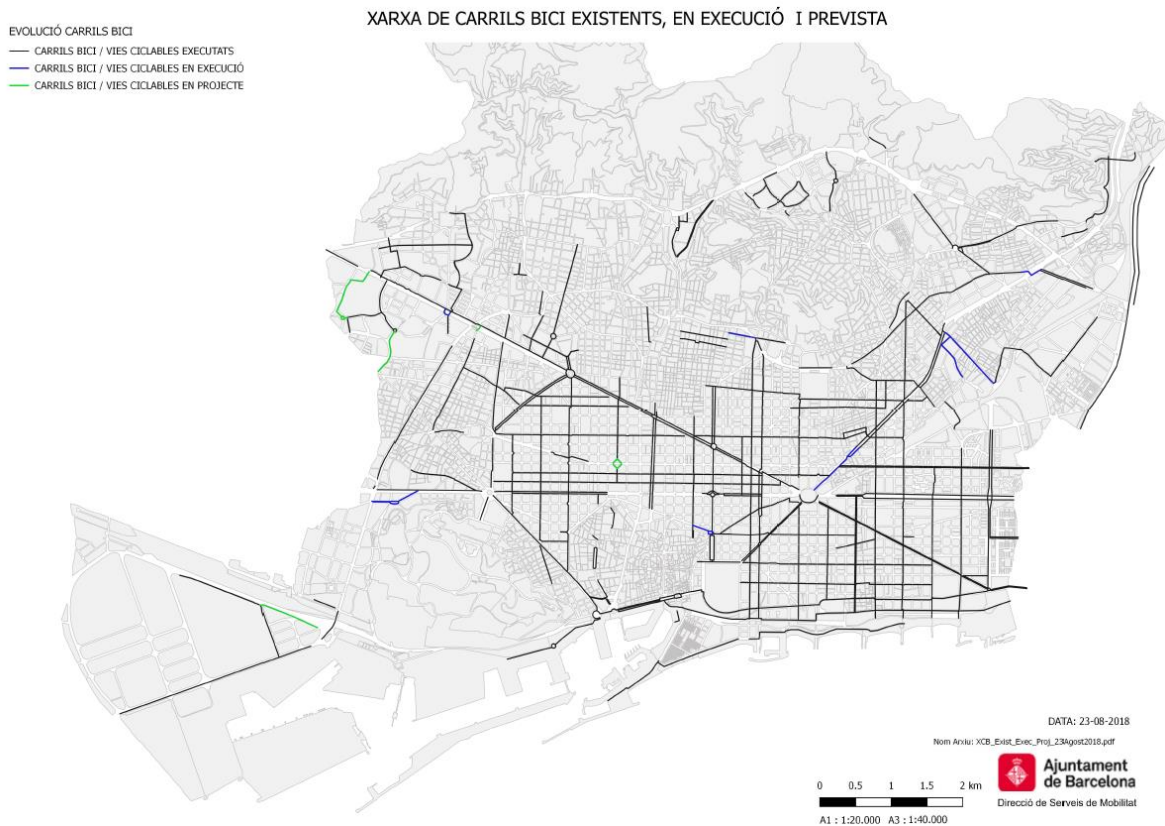 XARXA DE CARRILS BICI EXISTENTS, EN EXECUCIÓ I PREVISTA
EVOLUCIÓ CARRILS BICI
CARRILS BICI / VIES CICLABLES EXECUTATS
CARRILS BICI / VIES CICLABLES EN EXECUCIÓ
CARRILS BICI / VIES CICLABLES EN PROJECTE
DATA: 23-08-2018
Nom Arxiu: XCB_Exist_Exec_Proj_23Agost2018.pdf
Ajuntament
de Barcelona
Direcció de Serveis de Mobilitat
0 0.5 1 1.5 2 km
A1 : 1:20.000 A3 : 1:40.000